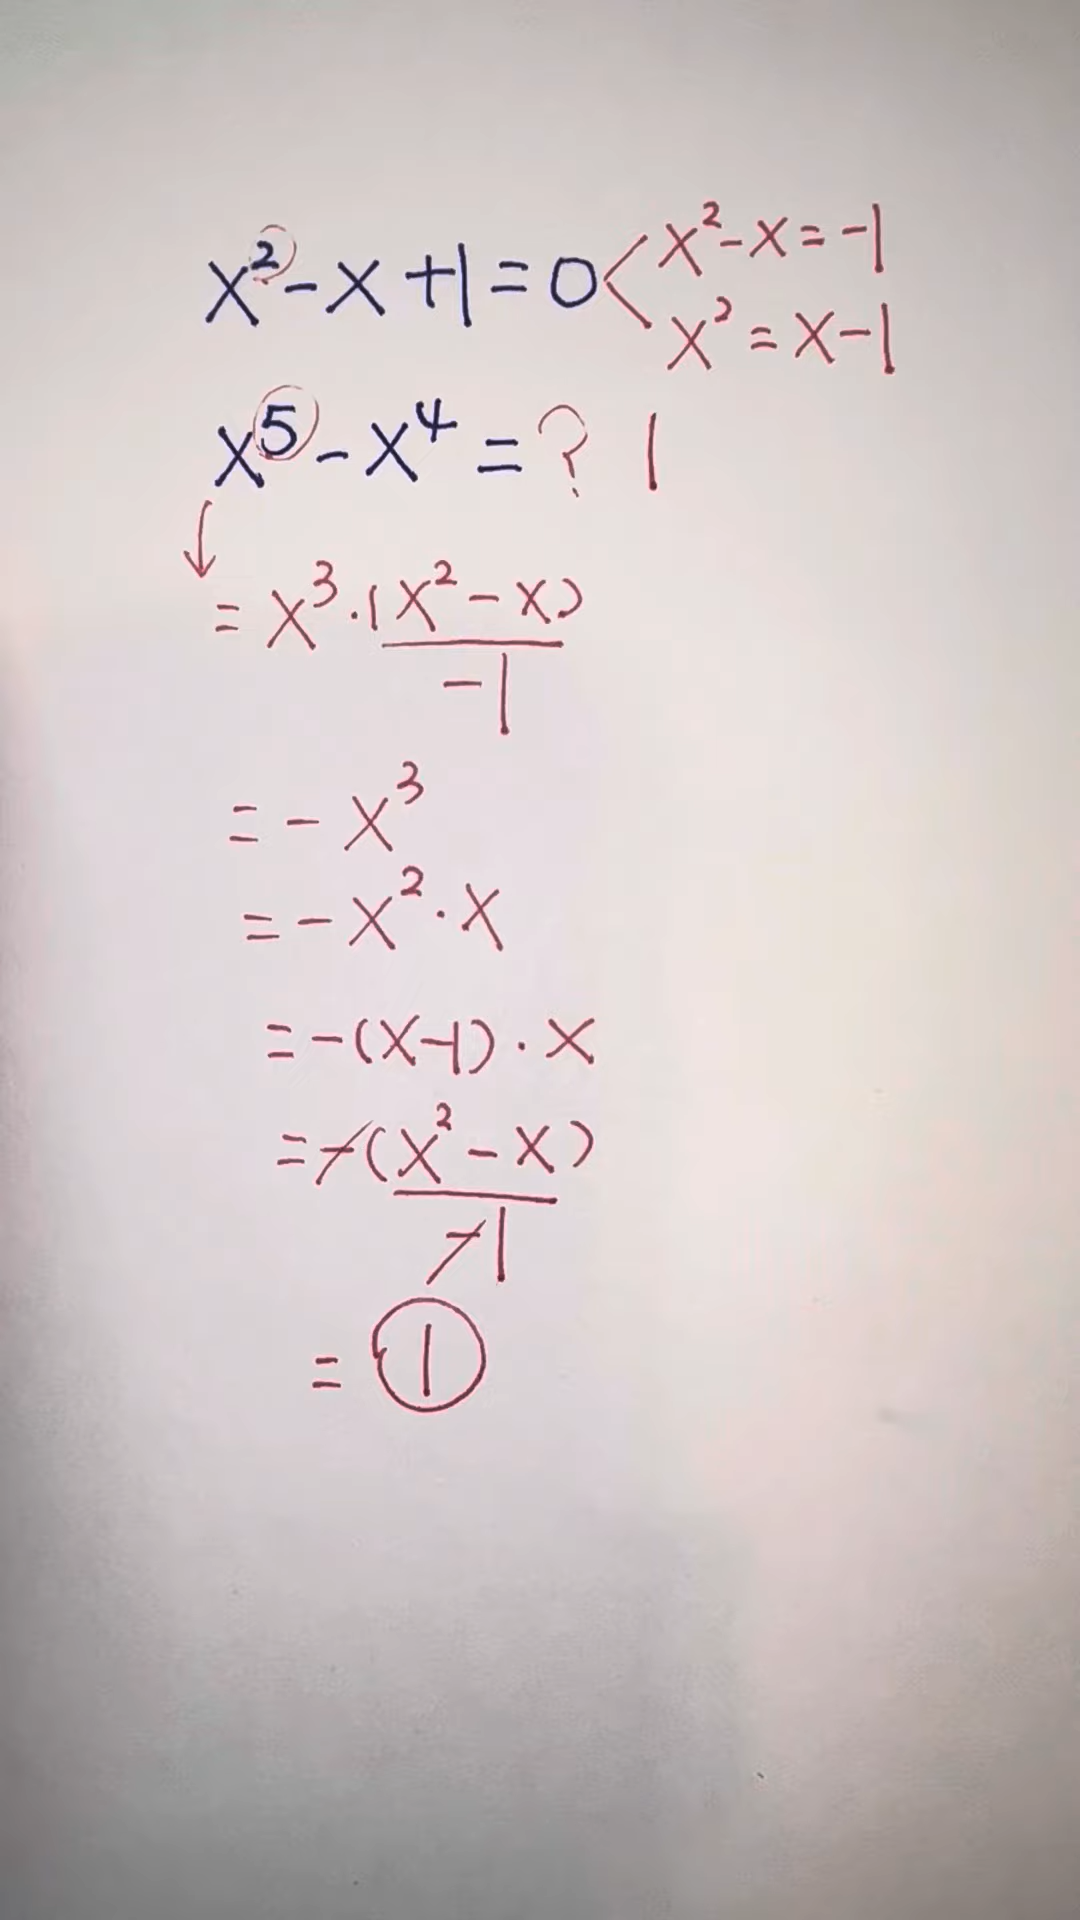 x²-x+1=0 < x²-x=-1
x²=x-1
x⁵-x⁴=? 1
↓
=x³·(x²-x)
-1
=-x³
=-x²·x
=-(x-1)·x
=-(x²-x)
-1
=1